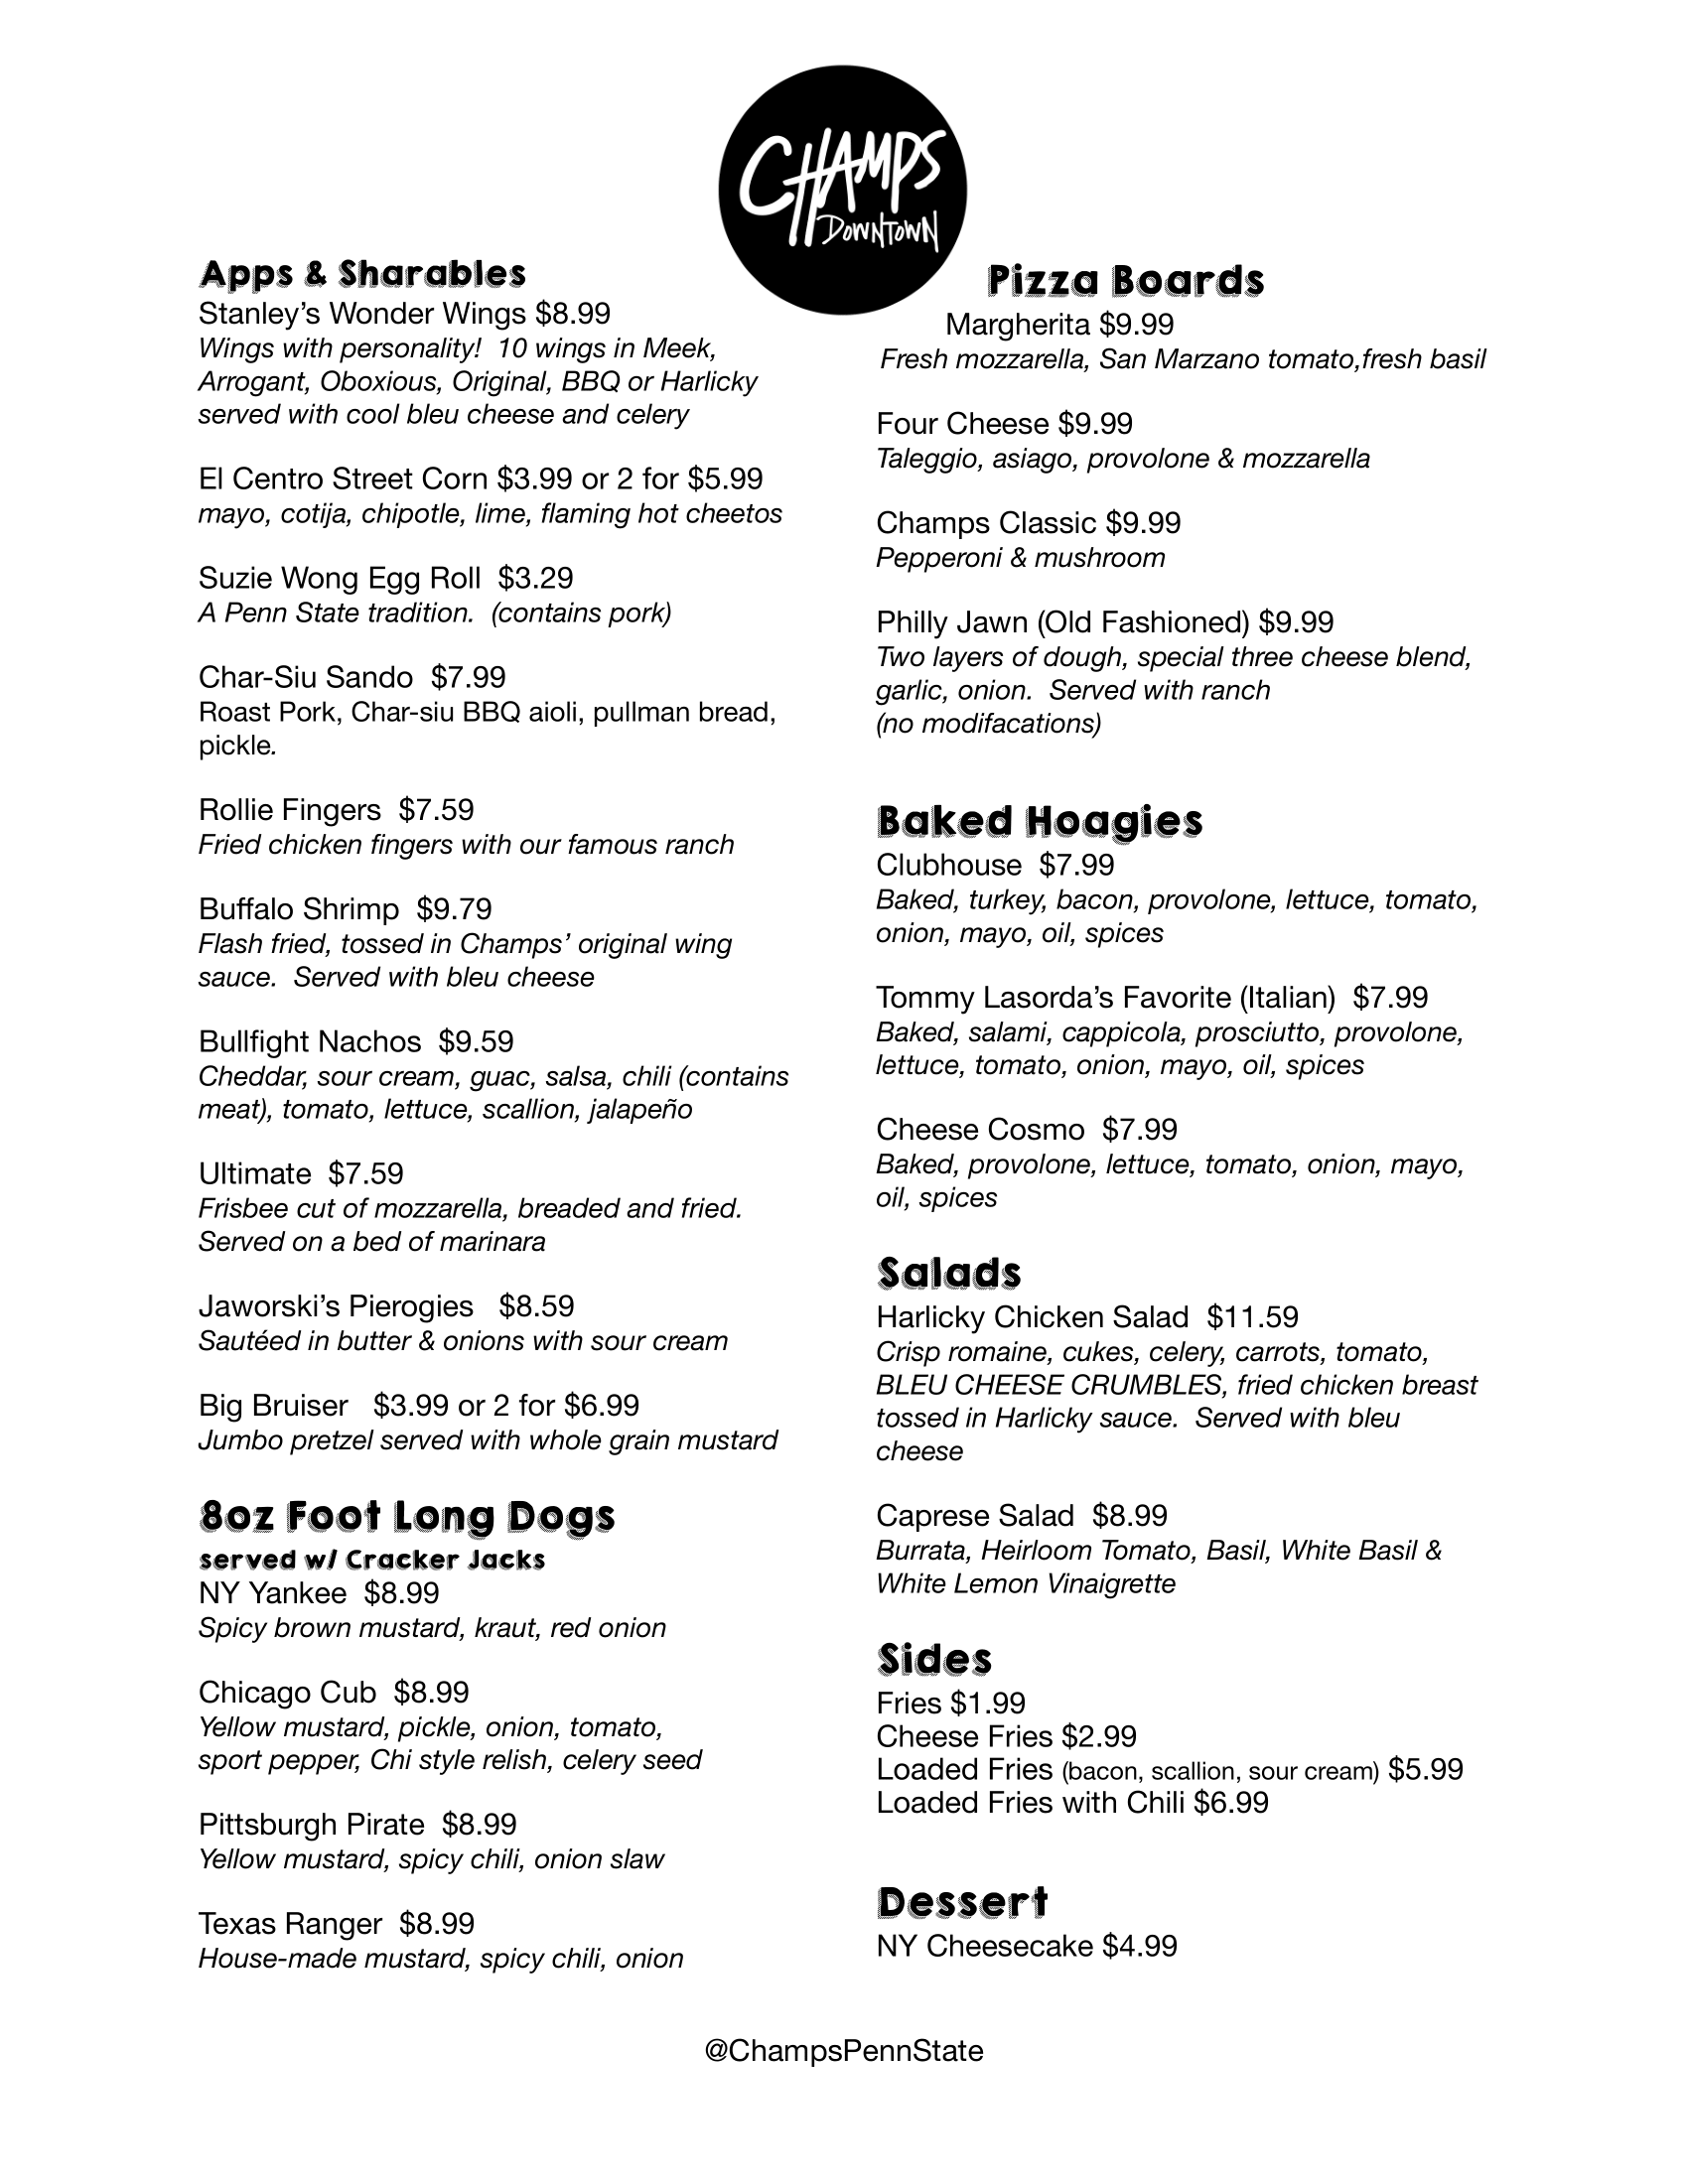 CHAMPS
DOWNTOWN
Apps & Sharables
Stanley’s Wonder Wings $8.99
Wings with personality!  10 wings in Meek,
Arrogant, Oboxious, Original, BBQ or Harlicky
served with cool bleu cheese and celery
El Centro Street Corn $3.99 or 2 for $5.99
mayo, cotija, chipotle, lime, flaming hot cheetos
Suzie Wong Egg Roll  $3.29
A Penn State tradition.  (contains pork)
Char-Siu Sando  $7.99
Roast Pork, Char-siu BBQ aioli, pullman bread,
pickle.
Rollie Fingers  $7.59
Fried chicken fingers with our famous ranch
Buffalo Shrimp  $9.79
Flash fried, tossed in Champs’ original wing
sauce.  Served with bleu cheese
Bullfight Nachos  $9.59
Cheddar, sour cream, guac, salsa, chili (contains
meat), tomato, lettuce, scallion, jalapeño
Ultimate  $7.59
Frisbee cut of mozzarella, breaded and fried.
Served on a bed of marinara
Jaworski’s Pierogies   $8.59
Sautéed in butter & onions with sour cream
Big Bruiser   $3.99 or 2 for $6.99
Jumbo pretzel served with whole grain mustard
8oz Foot Long Dogs
served w/ Cracker Jacks
NY Yankee  $8.99
Spicy brown mustard, kraut, red onion
Chicago Cub  $8.99
Yellow mustard, pickle, onion, tomato,
sport pepper, Chi style relish, celery seed
Pittsburgh Pirate  $8.99
Yellow mustard, spicy chili, onion slaw
Texas Ranger  $8.99
House-made mustard, spicy chili, onion
Pizza Boards
Margherita $9.99
Fresh mozzarella, San Marzano tomato,fresh basil
Four Cheese $9.99
Taleggio, asiago, provolone & mozzarella
Champs Classic $9.99
Pepperoni & mushroom
Philly Jawn (Old Fashioned) $9.99
Two layers of dough, special three cheese blend,
garlic, onion.  Served with ranch
(no modifacations)
Baked Hoagies
Clubhouse  $7.99
Baked, turkey, bacon, provolone, lettuce, tomato,
onion, mayo, oil, spices
Tommy Lasorda’s Favorite (Italian)  $7.99
Baked, salami, cappicola, prosciutto, provolone,
lettuce, tomato, onion, mayo, oil, spices
Cheese Cosmo  $7.99
Baked, provolone, lettuce, tomato, onion, mayo,
oil, spices
Salads
Harlicky Chicken Salad  $11.59
Crisp romaine, cukes, celery, carrots, tomato,
BLEU CHEESE CRUMBLES, fried chicken breast
tossed in Harlicky sauce.  Served with bleu
cheese
Caprese Salad  $8.99
Burrata, Heirloom Tomato, Basil, White Basil &
White Lemon Vinaigrette
Sides
Fries $1.99
Cheese Fries $2.99
Loaded Fries (bacon, scallion, sour cream) $5.99
Loaded Fries with Chili $6.99
Dessert
NY Cheesecake $4.99
@ChampsPennState